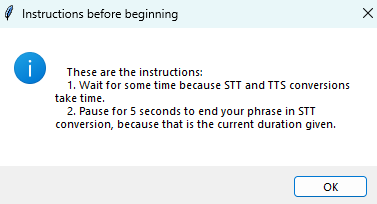 Instructions before beginning
These are the instructions:
1. Wait for some time because STT and TTS conversions
take time.
2. Pause for 5 seconds to end your phrase in STT
conversion, because that is the current duration given.
OK